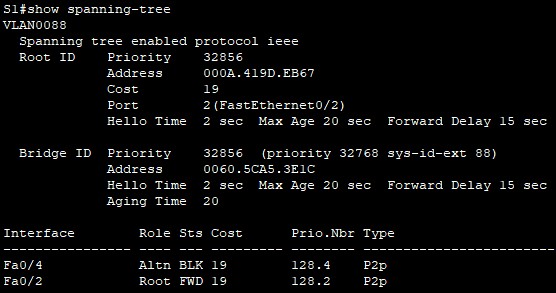 S1#show spanning-tree
VLAN0088
Spanning tree enabled protocol ieee
Root ID Priority 32856
Address 000A.419D.EB67
Cost 19
Port 2(FastEthernet0/2)
Hello Time 2 sec Max Age 20 sec Forward Delay 15 sec
Bridge ID Priority 32856 (priority 32768 sys-id-ext 88)
Address 0060.5CA5.3E1C
Hello Time 2 sec Max Age 20 sec Forward Delay 15 sec
Aging Time 20
Interface Role Sts Cost Prio.Nbr Type
---------------- ---- --- --------- -------- --------------------------------
Fa0/4 Altn BLK 19 128.4 P2p
Fa0/2 Root FWD 19 128.2 P2p